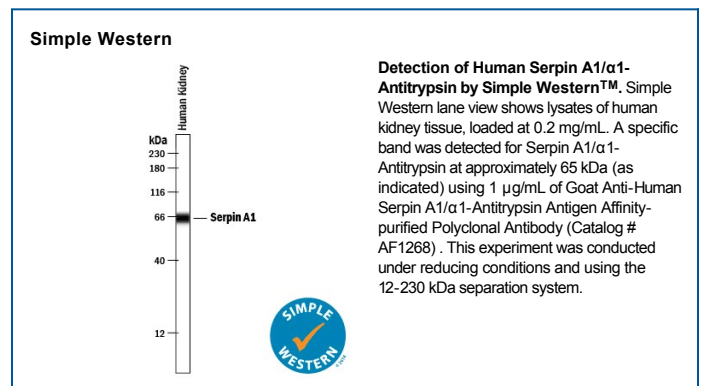 Simple Western
Human Kidney
kDa
230
180
116
66
Serpin A1
40
12
SIMPLE
WESTERN
© 2014
Detection of Human Serpin A1/α1-
Antitrypsin by Simple Western™. Simple
Western lane view shows lysates of human
kidney tissue, loaded at 0.2 mg/mL. A specific
band was detected for Serpin A1/α1-
Antitrypsin at approximately 65 kDa (as
indicated) using 1 µg/mL of Goat Anti-Human
Serpin A1/α1-Antitrypsin Antigen Affinity-
purified Polyclonal Antibody (Catalog #
AF1268) . This experiment was conducted
under reducing conditions and using the
12-230 kDa separation system.